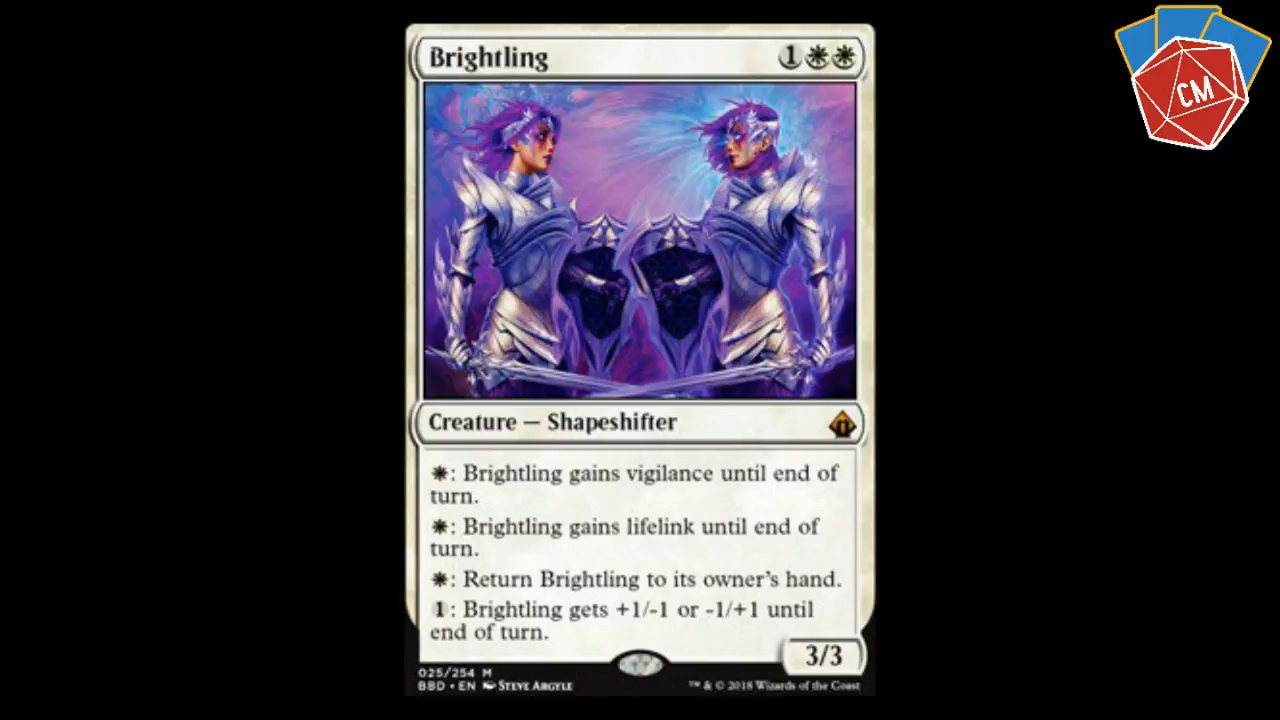 CM
Brightling 1
Creature — Shapeshifter
: Brightling gains vigilance until end of
turn.
: Brightling gains lifelink until end of
turn.
: Return Brightling to its owner's hand.
1: Brightling gets +1/-1 or -1/+1 until
end of turn.
3/3
025/254 M
BBD • EN Steve Argyle
™ & © 2018 Wizards of the Coast